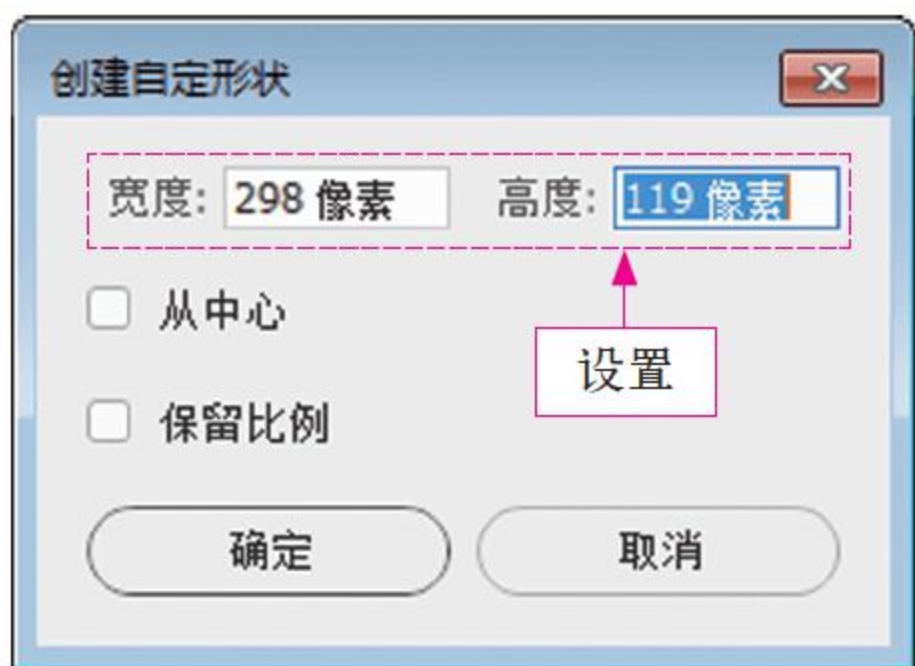 创建自定形状
宽度: 298 像素 高度: 119 像素
从中心
设置
保留比例
确定 取消